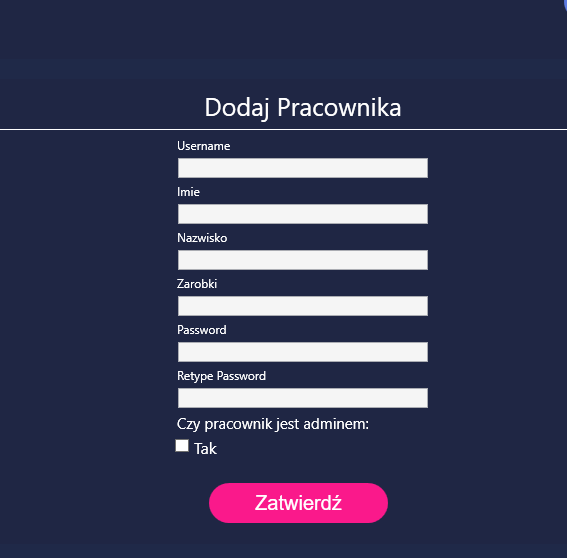 Dodaj Pracownika
Username
Imie
Nazwisko
Zarobki
Password
Retype Password
Czy pracownik jest adminem:
Tak
Zatwierdź